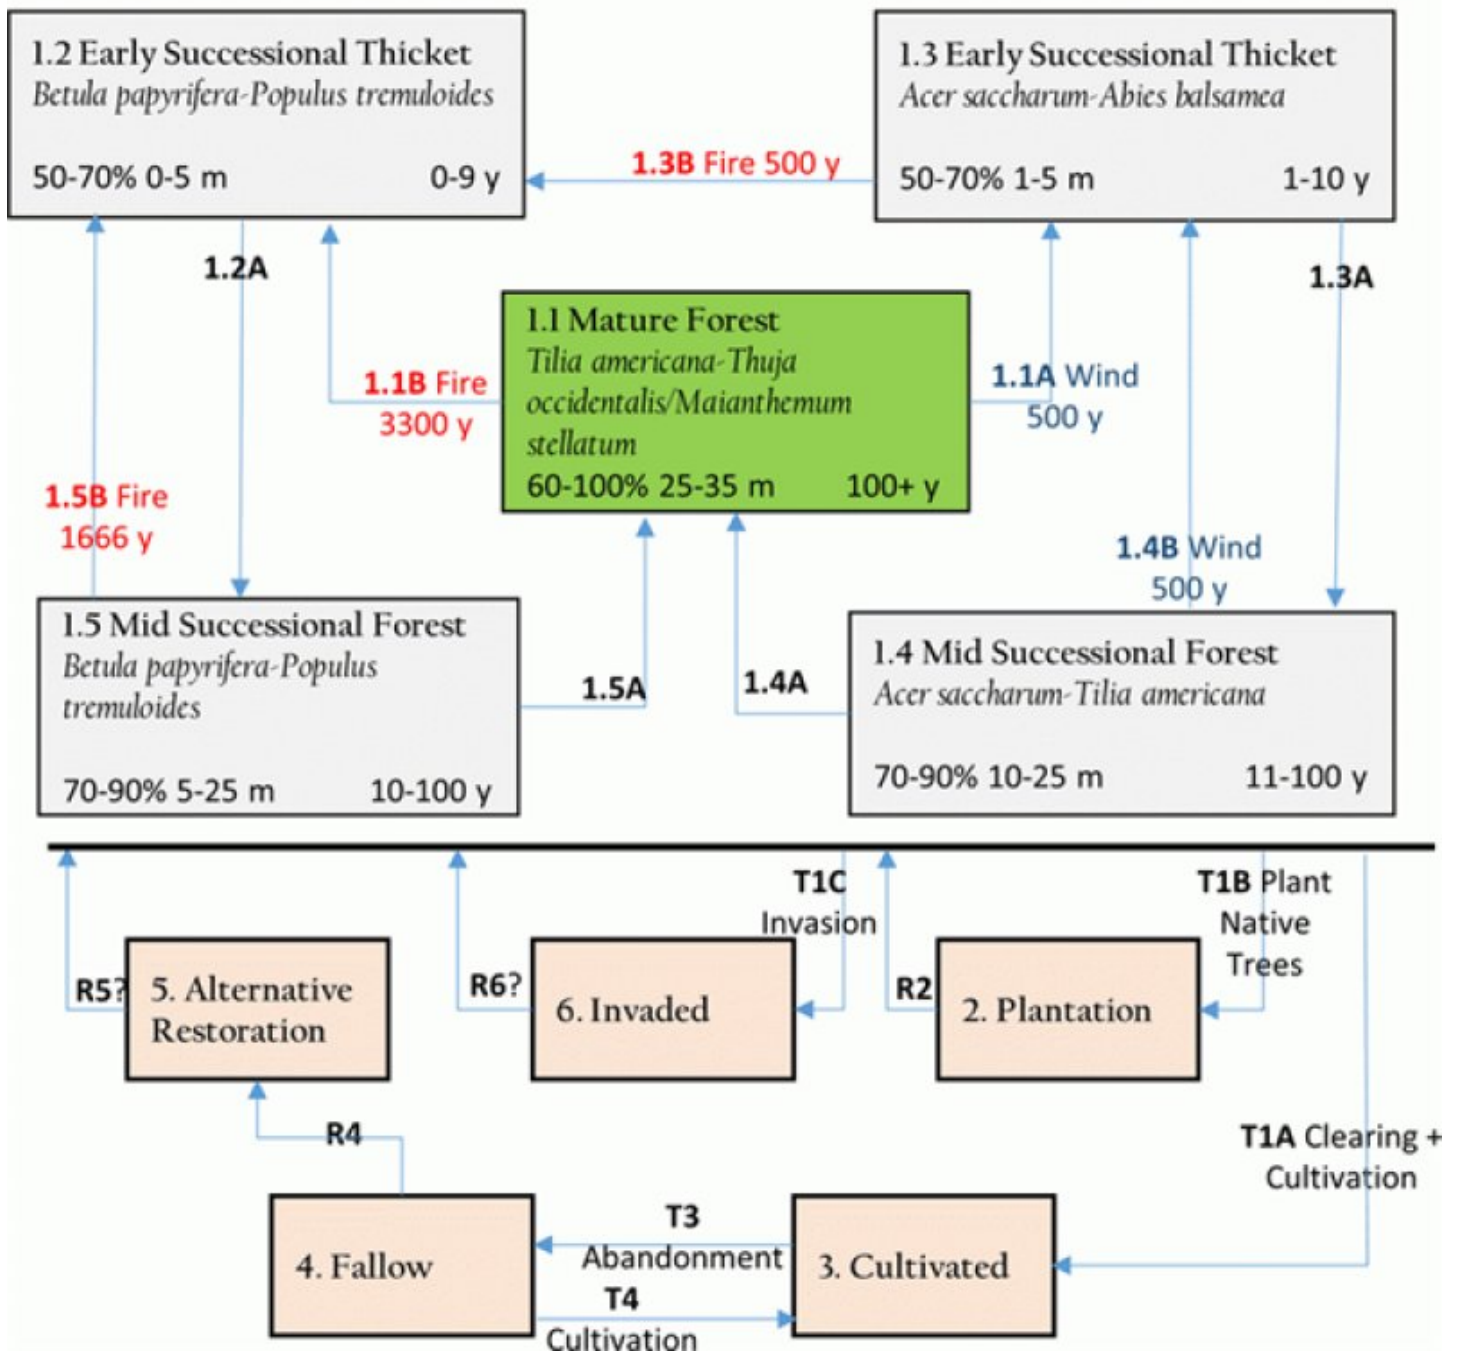 1.2 Early Successional Thicket
Betula papyrifera-Populus tremuloides
50-70% 0-5 m 0-9 y
1.3 Early Successional Thicket
Acer saccharum-Abies balsamea
50-70% 1-5 m 1-10 y
1.3B Fire 500 y
1.2A
1.3A
1.1 Mature Forest
Tilia americana-Thuja
occidentalis/Maianthemum
stellatum
60-100% 25-35 m 100+ y
1.1B Fire
3300 y
1.1A Wind
500 y
1.5B Fire
1666 y
1.4B Wind
500 y
1.5 Mid Successional Forest
Betula papyrifera-Populus
tremuloides
70-90% 5-25 m 10-100 y
1.5A
1.4A
1.4 Mid Successional Forest
Acer saccharum-Tilia americana
70-90% 10-25 m 11-100 y
T1C
Invasion
T1B Plant
Native
Trees
R5?
5. Alternative
Restoration
R6?
6. Invaded
R2
2. Plantation
R4
T1A Clearing +
Cultivation
4. Fallow
T3
Abandonment
T4
Cultivation
3. Cultivated